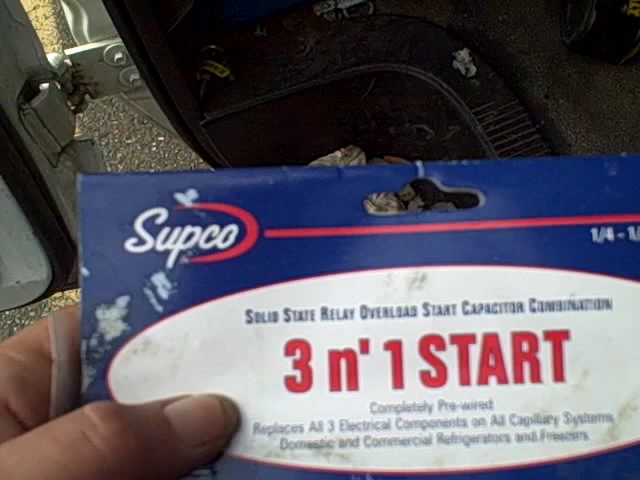 Supco
1/4 - 1/
SOLID STATE RELAY OVERLOAD START CAPACITOR COMBINATION
3 n' 1 START
Completely Pre-wired
Replaces All 3 Electrical Components on All Capillary Systems
Domestic and Commercial Refrigerators and Freezers